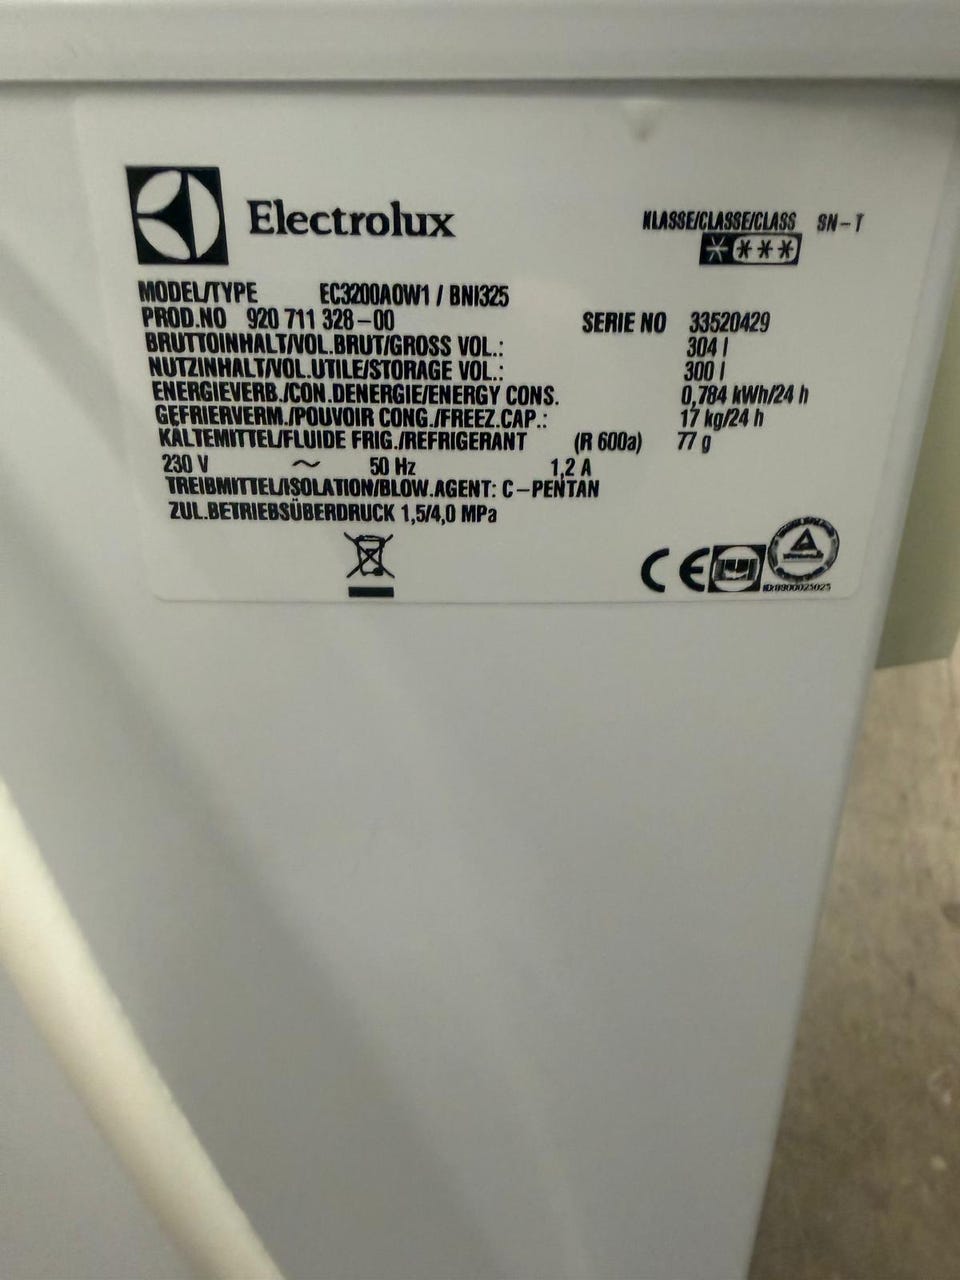 Electrolux
KLASSE/CLASSE/CLASS SN-T
MODEL/TYPE EC3200AOW1 / BNI325
PROD.NO 920 711 328-00 SERIE NO 33520429
BRUTTOINHALT/VOL.BRUT/GROSS VOL.: 304 l
NUTZINHALT/VOL.UTILE/STORAGE VOL.: 300 l
ENERGIEVERB./CON.DENERGIE/ENERGY CONS. 0,784 kWh/24 h
GEFRIERVERM./POUVOIR CONG./FREEZ.CAP.: 17 kg/24 h
KÄLTEMITTEL/FLUIDE FRIG./REFRIGERANT (R 600a) 77 g
230 V ~ 50 Hz 1,2 A
TREIBMITTEL/ISOLATION/BLOW.AGENT: C-PENTAN
ZUL.BETRIEBSÜBERDRUCK 1,5/4,0 MPa
CE